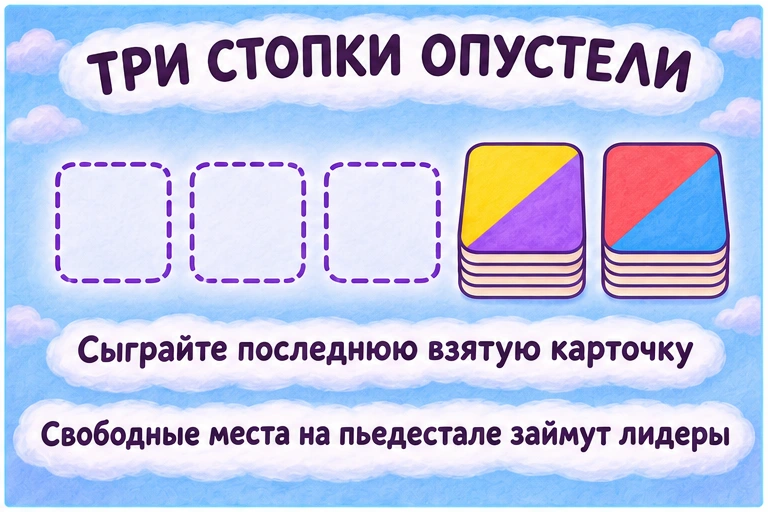 ТРИ СТОПКИ ОПУСТЕЛИ
Сыграйте последнюю взятую карточку
Свободные места на пьедестале займут лидеры